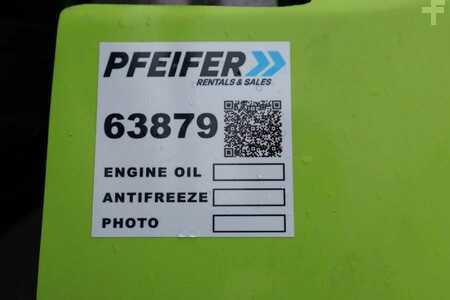 PFEIFER
RENTALS & SALES
63879
ENGINE OIL
ANTIFREEZE
PHOTO